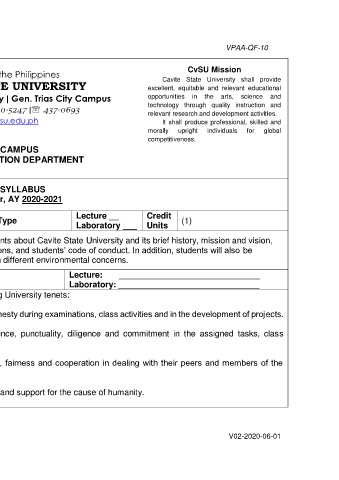 VPAA-QF-10
the Philippines
E UNIVERSITY
y | Gen. Trias City Campus
0-5247 |☏ 437-0693
su.edu.ph
CAMPUS
TION DEPARTMENT
CvSU Mission
Cavite State University shall provide
excellent, equitable and relevant educational
opportunities in the arts, science and
technology through quality instruction and
relevant research and development activities.
It shall produce professional, skilled and
morally upright individuals for global
competitiveness.
SYLLABUS
r, AY 2020-2021
Type
Lecture __
Laboratory ___
Credit
Units
(1)
nts about Cavite State University and its brief history, mission and vision,
ons, and students' code of conduct. In addition, students will also be
n different environmental concerns.
Lecture: ____
Laboratory: ____
ng University tenets:
nesty during examinations, class activities and in the development of projects.
ence, punctuality, diligence and commitment in the assigned tasks, class
, fairness and cooperation in dealing with their peers and members of the
and support for the cause of humanity.
V02-2020-06-01